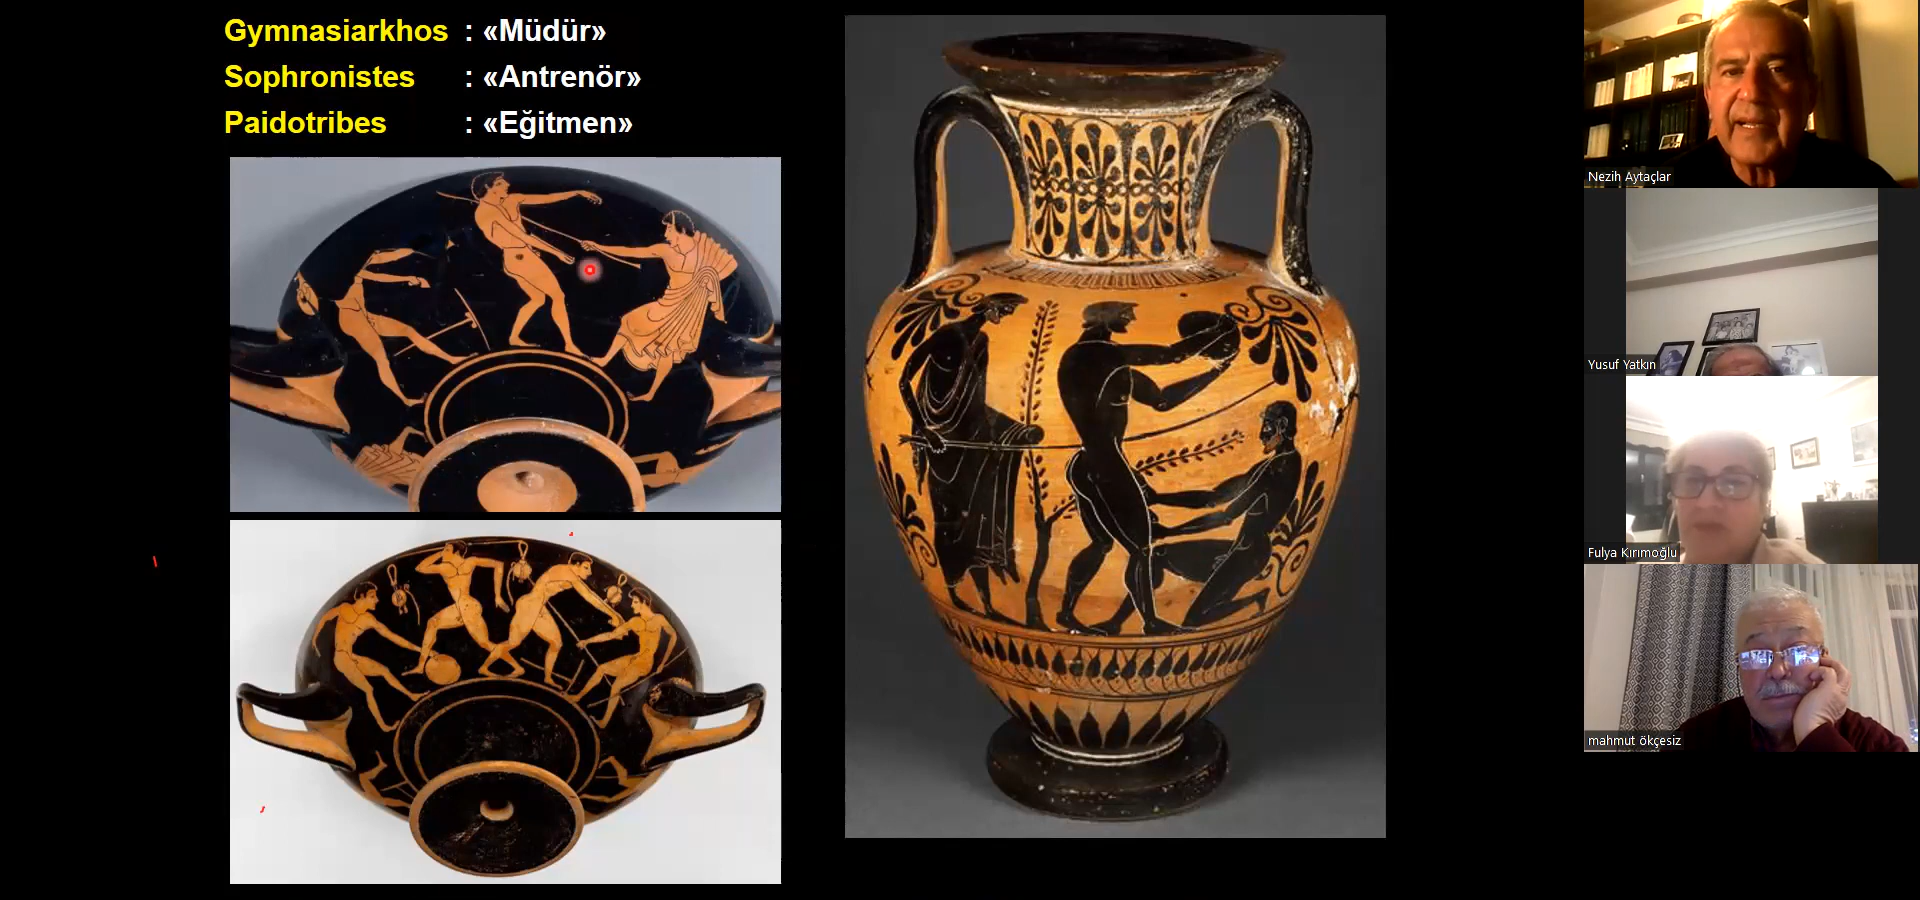 Gymnasiarkhos : «Müdür»
Sophronistes : «Antrenör»
Paidotribes : «Eğitmen»
Nezih Aytaçlar
Yusuf Yatkın
Fulya Kırımoğlu
mahmut ökçesiz